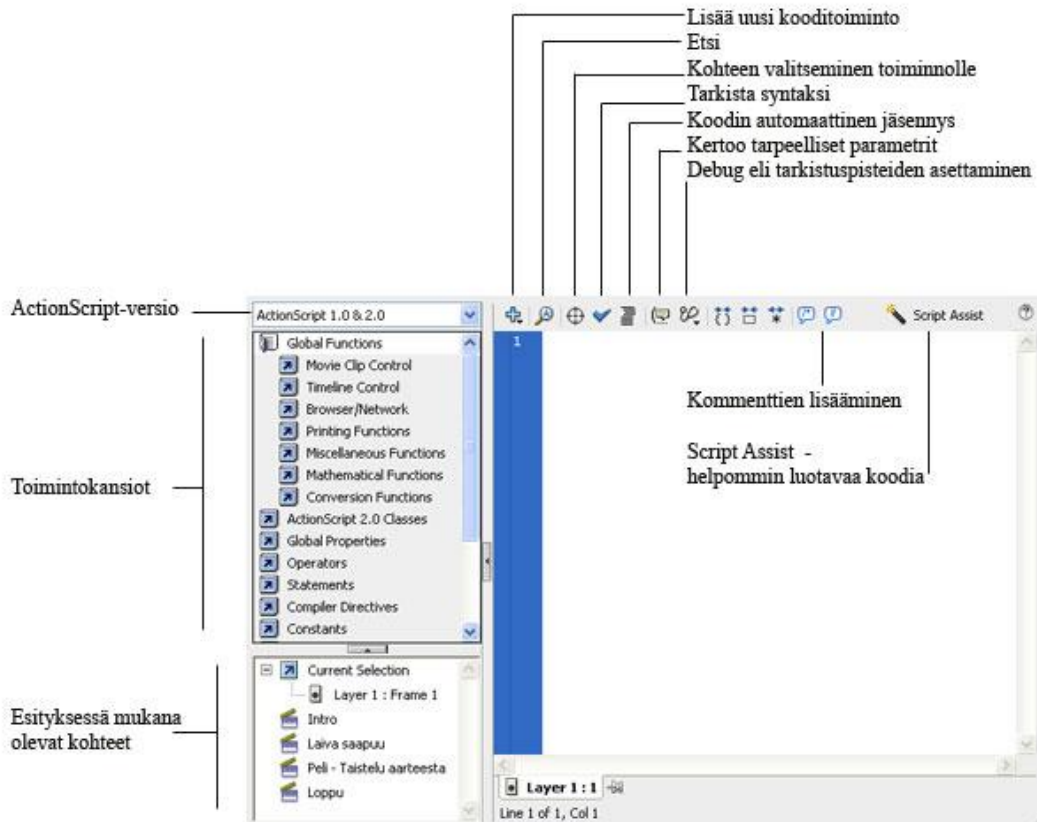 Lisää uusi kooditoiminto
Etsi
Kohteen valitseminen toiminnolle
Tarkista syntaksi
Koodin automaattinen jäsennys
Kertoo tarpeelliset parametrit
Debug eli tarkistuspisteiden asettaminen
ActionScript-versio
ActionScript 1.0 & 2.0
Script Assist
Global Functions
Movie Clip Control
Timeline Control
Browser/Network
Printing Functions
Miscellaneous Functions
Mathematical Functions
Conversion Functions
ActionScript 2.0 Classes
Global Properties
Operators
Statements
Compiler Directives
Constants
Toimintokansiot
1
Kommenttien lisääminen
Script Assist -
helpommin luotavaa koodia
Esityksessä mukana
olevat kohteet
Current Selection
Layer 1 : Frame 1
Intro
Laiva saapuu
Peli - Taistelu aarteesta
Loppu
Layer 1 : 1
Line 1 of 1, Col 1